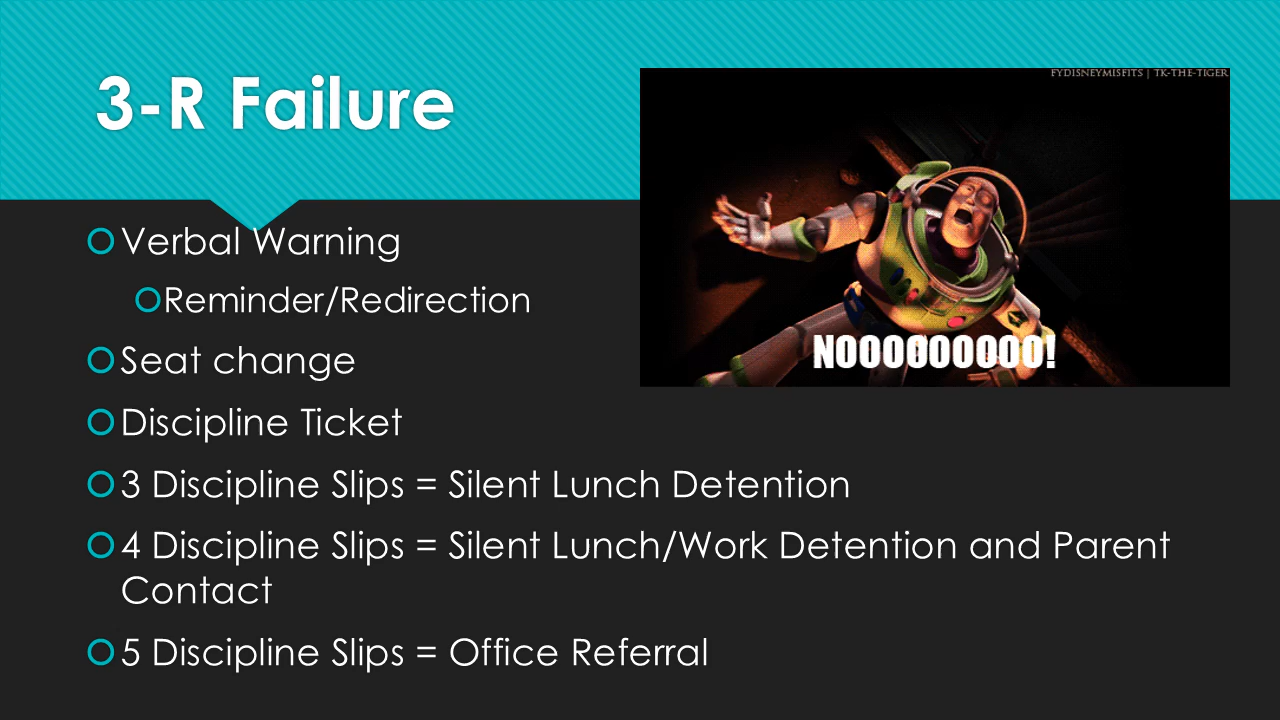 3-R Failure
FYDISNEYMISFITS | TK-THE-TIGER
NOOOOOOOOO!
Verbal Warning
Reminder/Redirection
Seat change
Discipline Ticket
3 Discipline Slips = Silent Lunch Detention
4 Discipline Slips = Silent Lunch/Work Detention and Parent
Contact
5 Discipline Slips = Office Referral